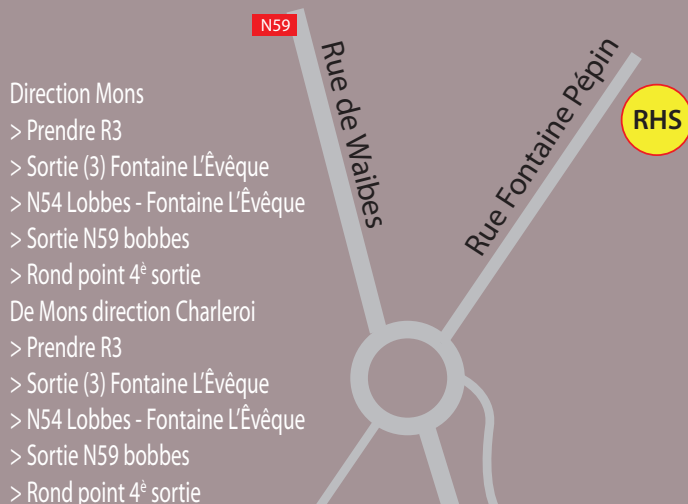 N59
Rue de Waibes
Rue Fontaine Pépin
RHS
Direction Mons
> Prendre R3
> Sortie (3) Fontaine L'Évêque
> N54 Lobbes - Fontaine L'Évêque
> Sortie N59 bobbes
> Rond point 4è sortie
De Mons direction Charleroi
> Prendre R3
> Sortie (3) Fontaine L'Évêque
> N54 Lobbes - Fontaine L'Évêque
> Sortie N59 bobbes
> Rond point 4è sortie